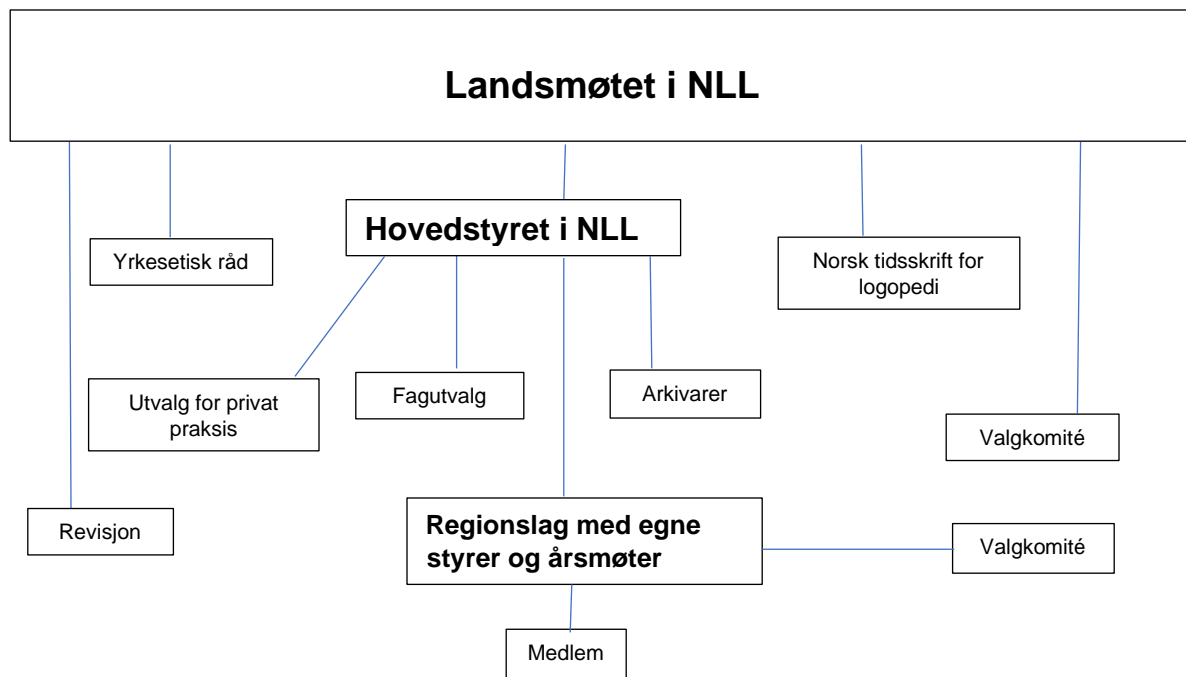 Landsmøtet i NLL
Hovedstyret i NLL
Yrkesetisk råd
Norsk tidsskrift for
logopedi
Utvalg for privat
praksis
Fagutvalg
Arkivarer
Valgkomité
Revisjon
Regionslag med egne
styrer og årsmøter
Valgkomité
Medlem